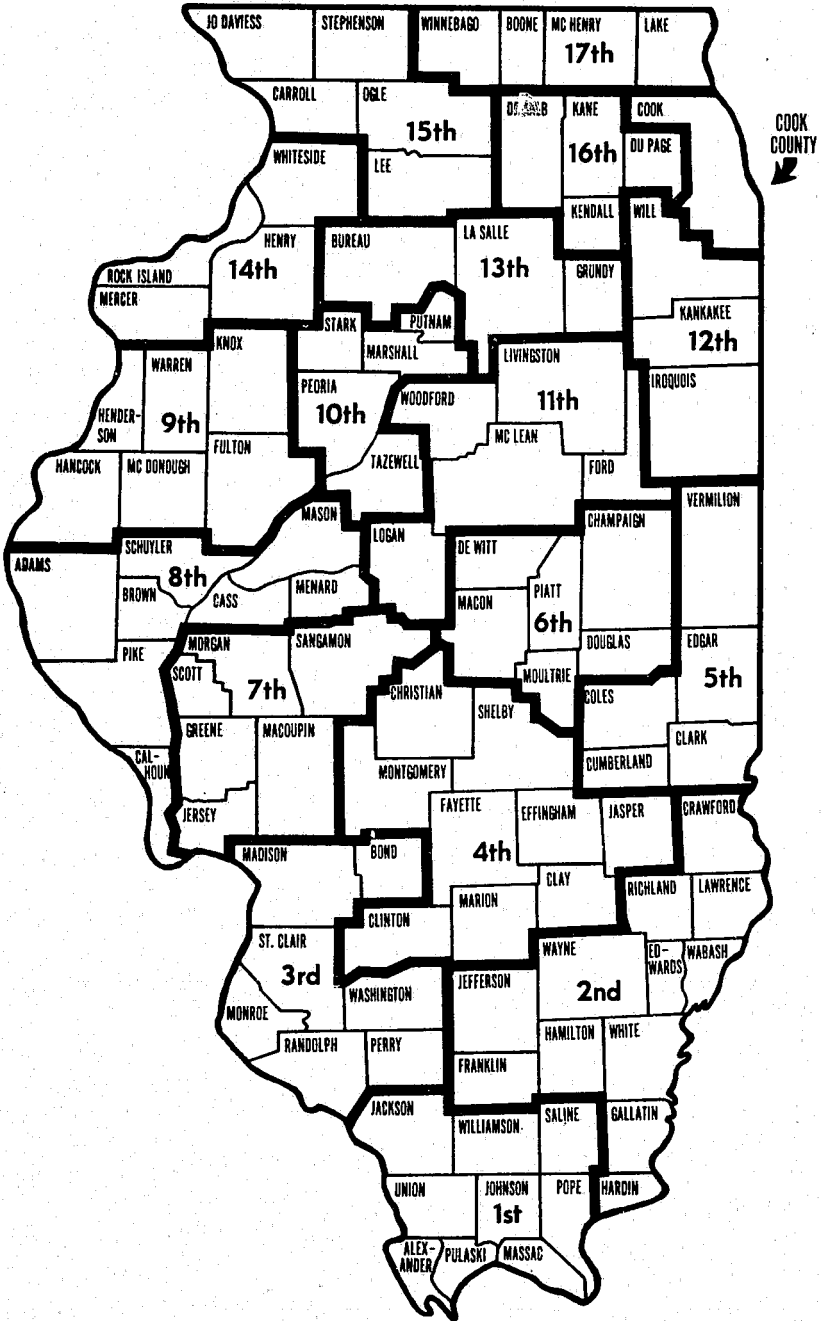 JO DAVIESS
STEPHENSON
WINNEBAGO
BOONE
MC HENRY
LAKE
17th
CARROLL
OGLE
15th
DE KALB
KANE
16th
COOK
COOK
COUNTY
DU PAGE
WHITESIDE
LEE
KENDALL
WILL
HENRY
14th
BUREAU
LA SALLE
13th
GRUNDY
ROCK ISLAND
MERCER
STARK
PUTNAM
KANKAKEE
12th
KNOX
MARSHALL
LIVINGSTON
WARREN
PEORIA
10th
WOODFORD
11th
IROQUOIS
HENDER-
SON
9th
MC LEAN
FULTON
TAZEWELL
FORD
HANCOCK
MC DONOUGH
MASON
LOGAN
CHAMPAIGN
VERMILION
ADAMS
SCHUYLER
8th
DE WITT
BROWN
CASS
MENARD
MACON
PIATT
6th
PIKE
MORGAN
SANGAMON
DOUGLAS
EDGAR
SCOTT
7th
CHRISTIAN
MOULTRIE
5th
SHELBY
COLES
GREENE
MACOUPIN
CLARK
CAL-
HOUN
MONTGOMERY
CUMBERLAND
JERSEY
FAYETTE
EFFINGHAM
JASPER
CRAWFORD
MADISON
BOND
4th
CLAY
RICHLAND
LAWRENCE
MARION
CLINTON
ST. CLAIR
3rd
WAYNE
ED-
WARDS
WABASH
WASHINGTON
JEFFERSON
2nd
MONROE
RANDOLPH
PERRY
HAMILTON
WHITE
FRANKLIN
JACKSON
WILLIAMSON
SALINE
GALLATIN
UNION
JOHNSON
1st
POPE
HARDIN
ALEX-
ANDER
PULASKI
MASSAC